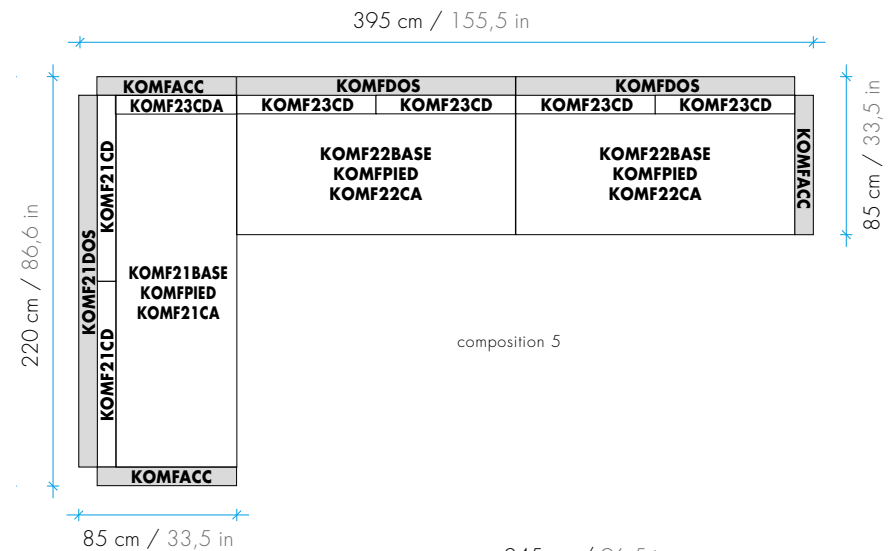 395 cm / 155,5 in
KOMFACC KOMFDOS KOMFDOS
KOMF23CDA KOMF23CD KOMF23CD KOMF23CD KOMF23CD
KOMF21CD
KOMF22BASE
KOMFPIED
KOMF22CA
KOMF22BASE
KOMFPIED
KOMF22CA
KOMFACC
85 cm / 33,5 in
220 cm / 86,6 in
KOMF21DOS
KOMF21BASE
KOMFPIED
KOMF21CA
KOMF21CD
composition 5
KOMFACC
85 cm / 33,5 in